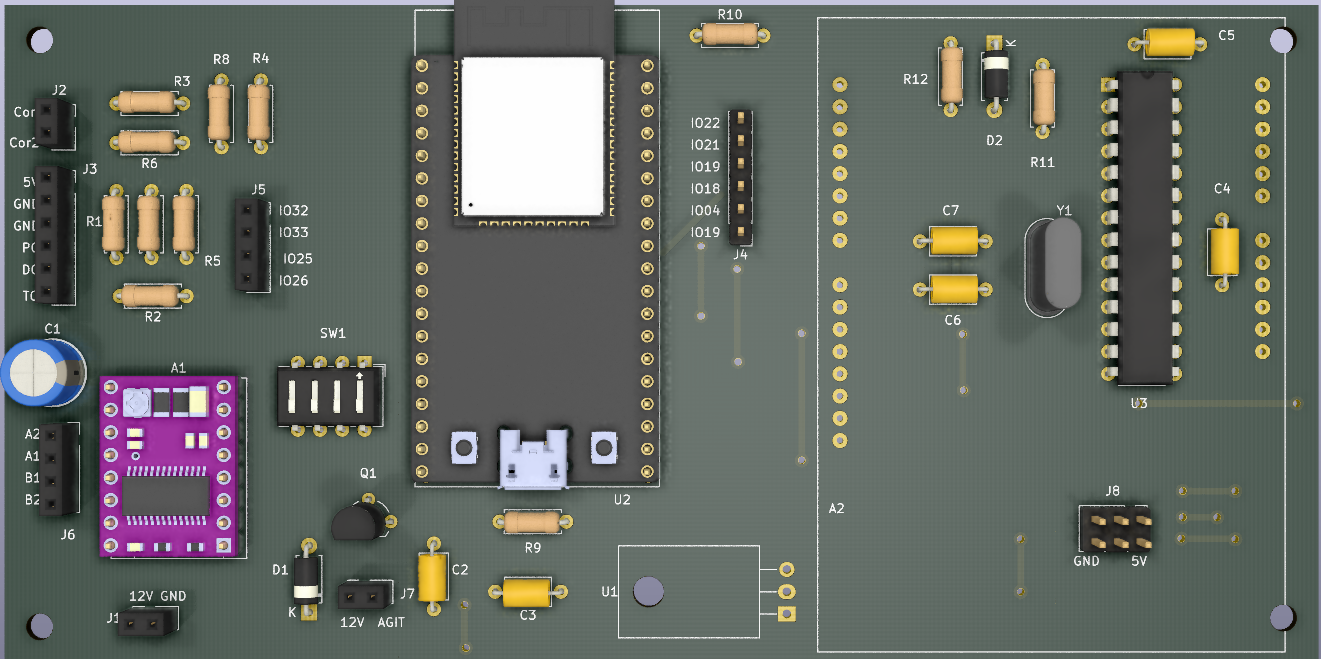 R10
C5
K
R8
R4
R12
R3
J2
Cor
IO22
Cor2
IO21
D2
R6
R11
IO19
J3
5V
IO18
J5
C4
GND
IO32
IO04
C7
Y1
R1
GND
IO33
IO19
PO
J4
R5
IO25
DO
IO26
TO
R2
C6
C1
SW1
A1
U3
A2
A1
B1
Q1
J8
B2
U2
A2
J6
R9
GND
5V
D1
C2
U1
12V GND
J7
K
C3
J1
12V
AGIT